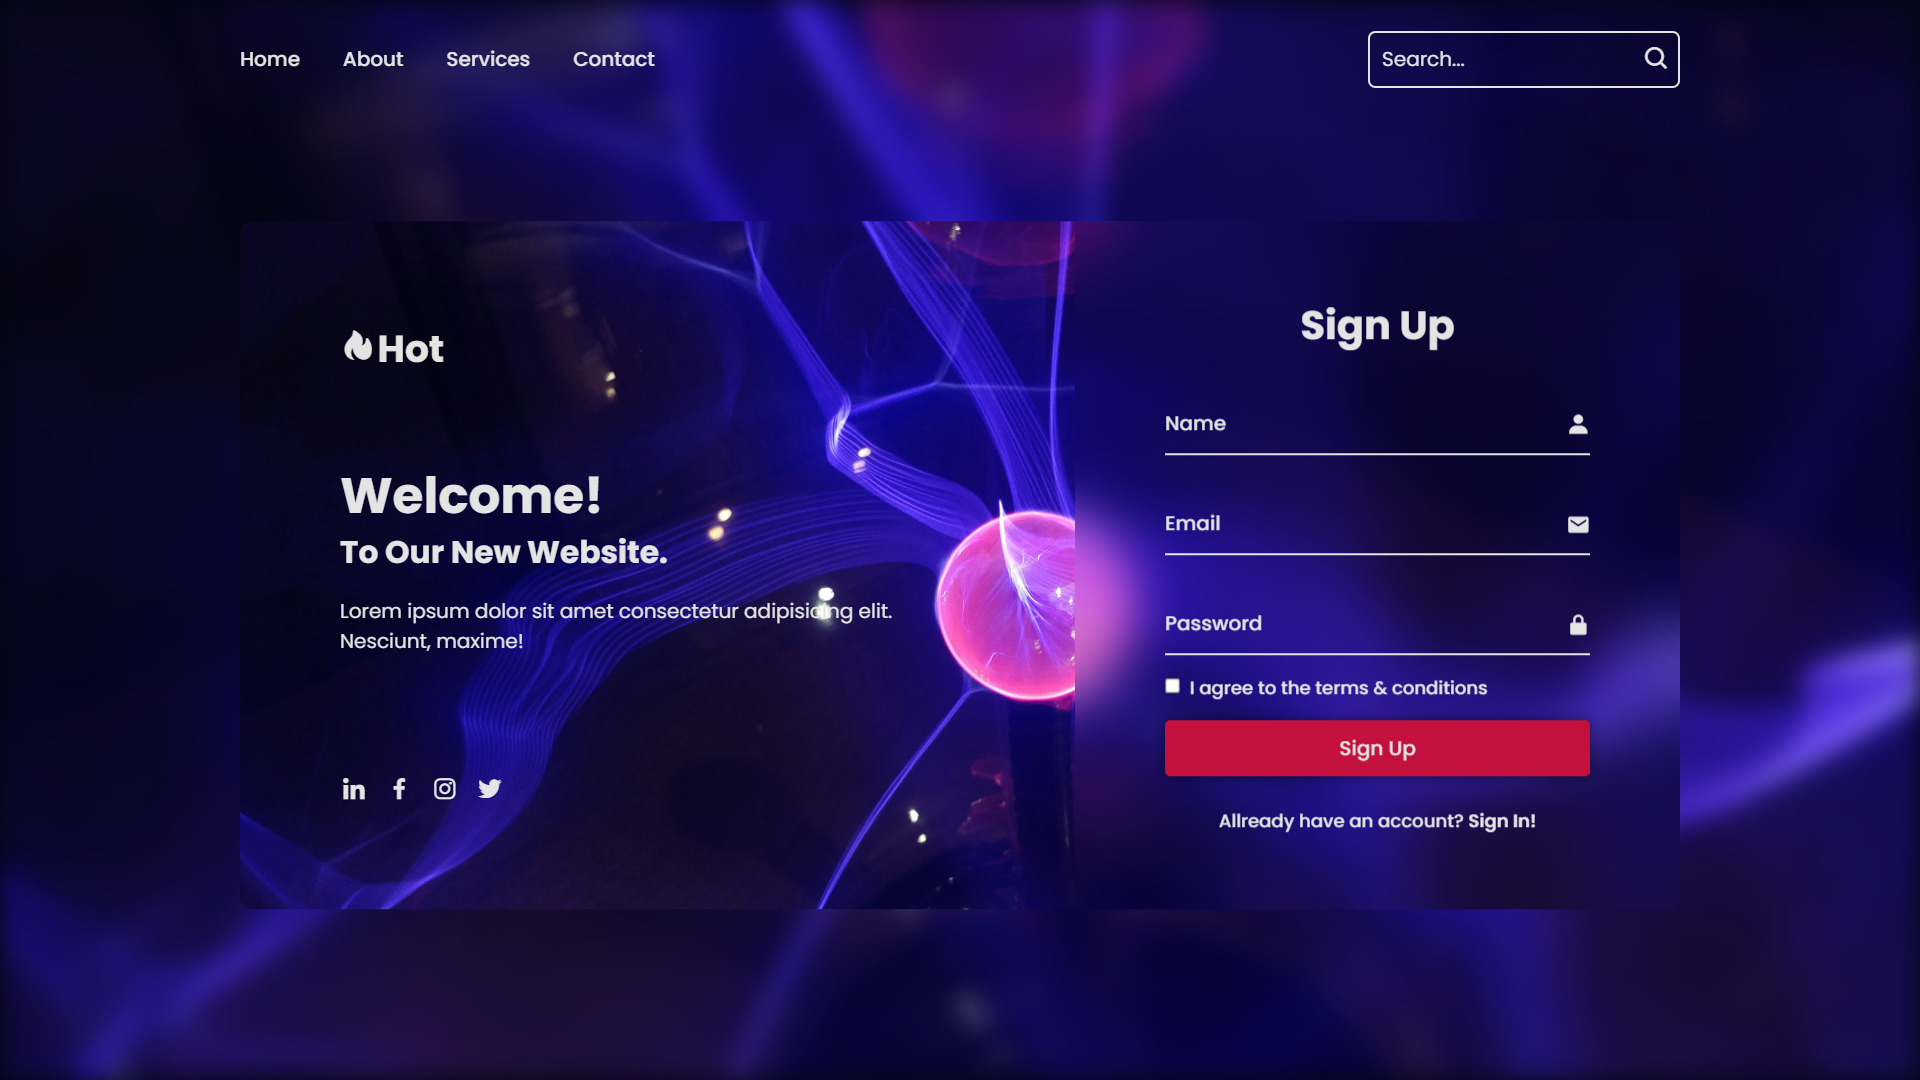 Home About Services Contact
Search...
Hot
Welcome!
To Our New Website.
Lorem ipsum dolor sit amet consectetur adipisicing elit.
Nesciunt, maxime!
Sign Up
Name
Email
Password
I agree to the terms & conditions
Sign Up
Allready have an account? Sign In!